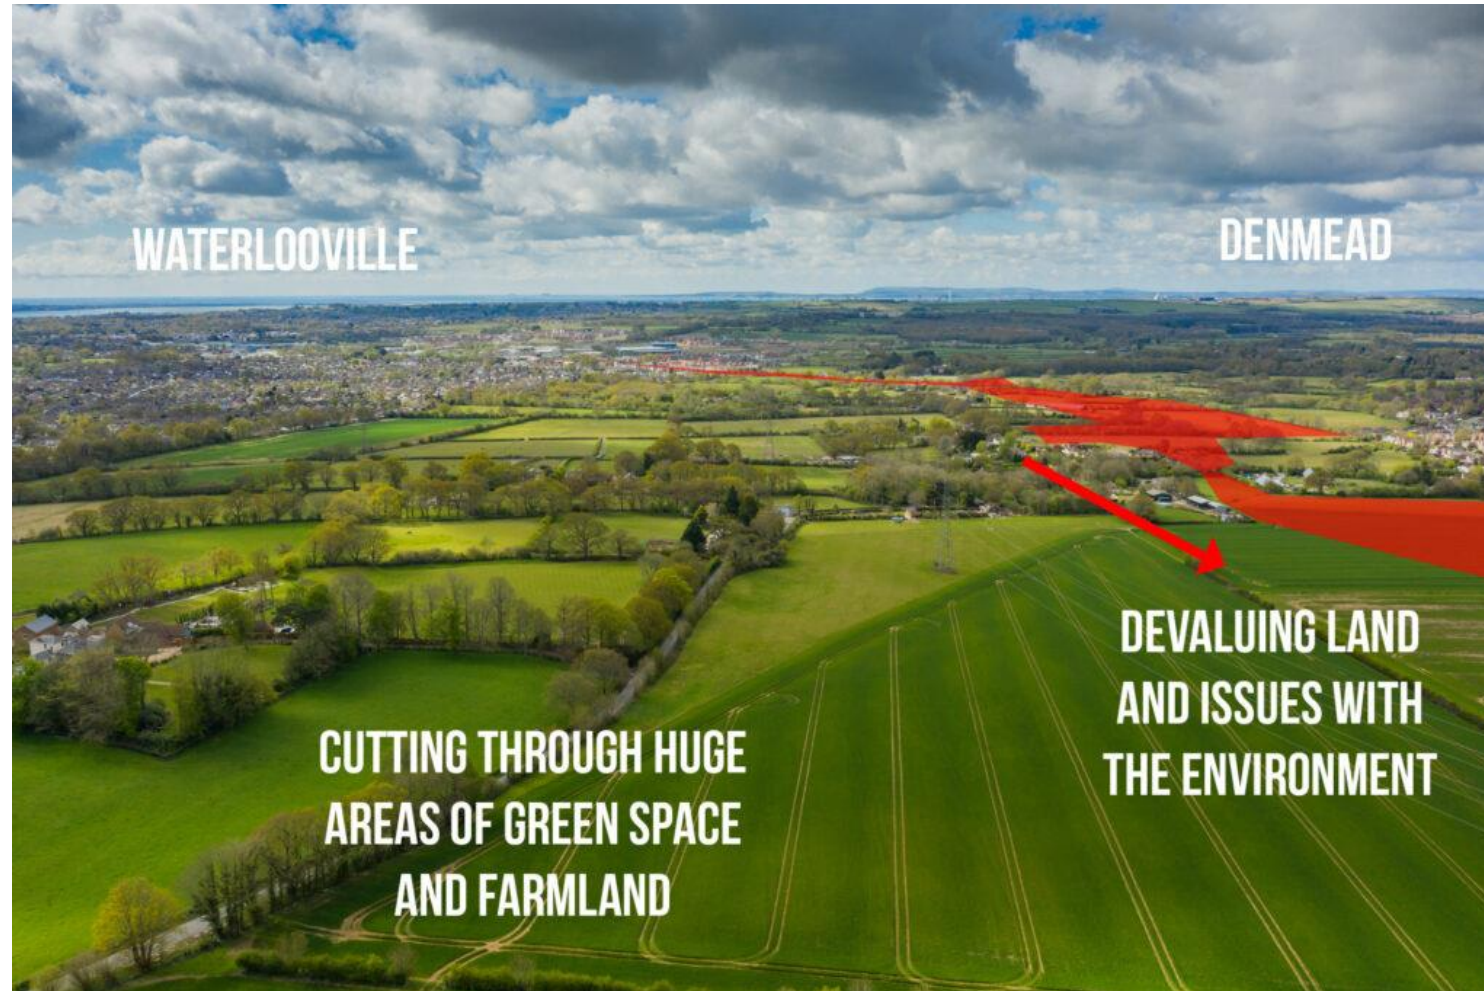 WATERLOOVILLE
DENMEAD
DEVALUING LAND
AND ISSUES WITH
THE ENVIRONMENT
CUTTING THROUGH HUGE
AREAS OF GREEN SPACE
AND FARMLAND